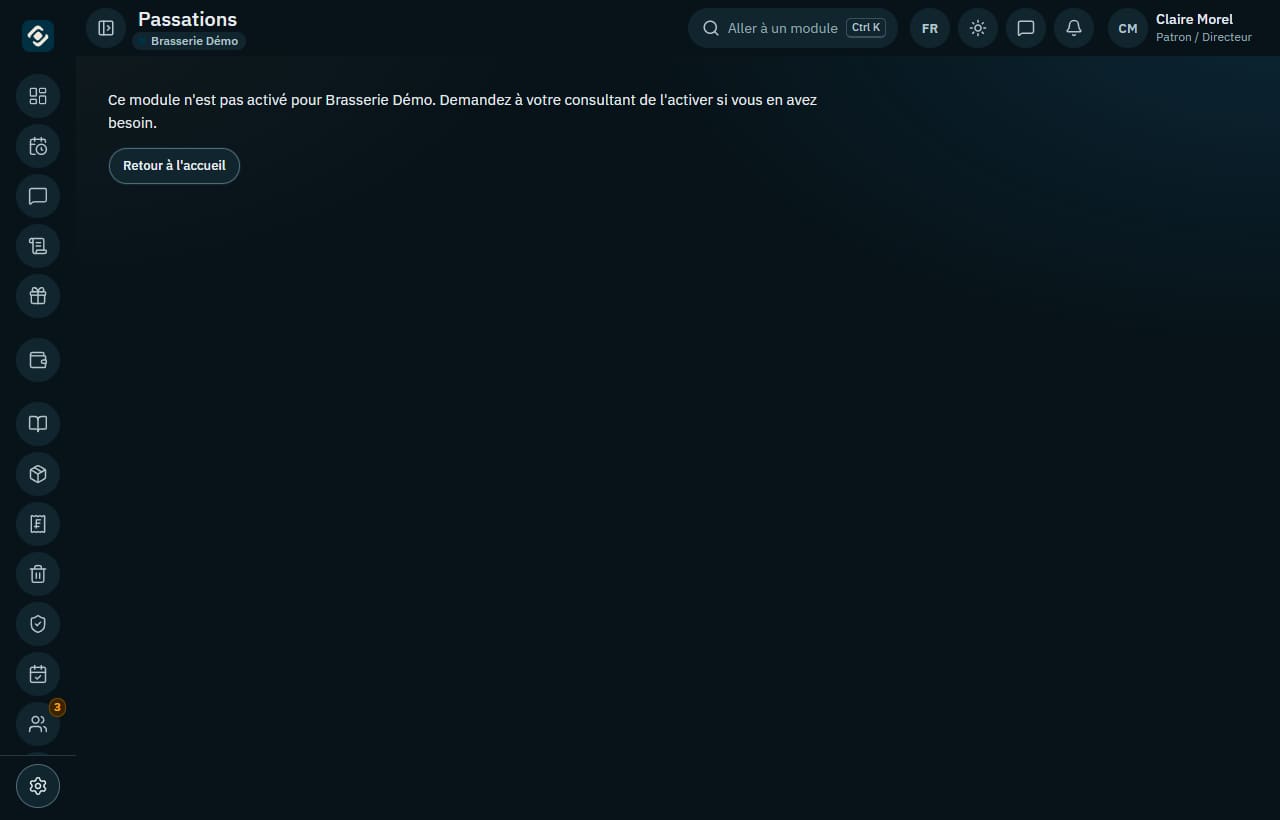 Passations
Brasserie Démo
Aller à un module
Ctrl K
FR
CM
Claire Morel
Patron / Directeur
Ce module n'est pas activé pour Brasserie Démo. Demandez à votre consultant de l'activer si vous en avez
besoin.
Retour à l'accueil
3